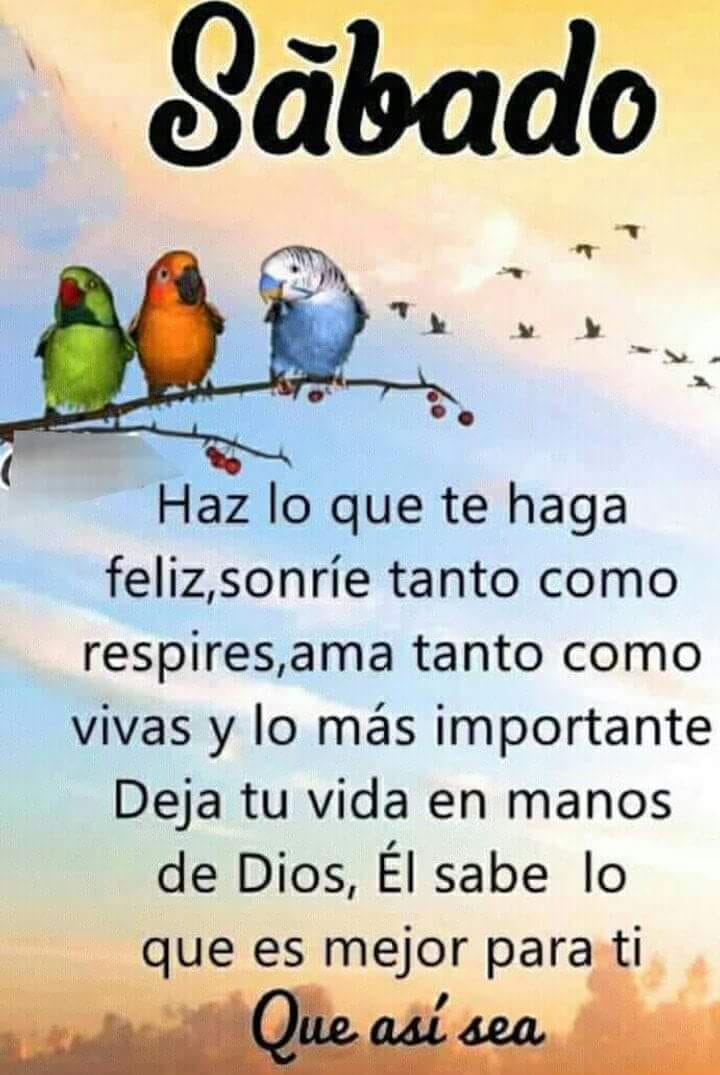 Sàbado
Haz lo que te haga
feliz,sonríe tanto como
respires,ama tanto como
vivas y lo más importante
Deja tu vida en manos
de Dios, Él sabe lo
que es mejor para ti
Que así sea